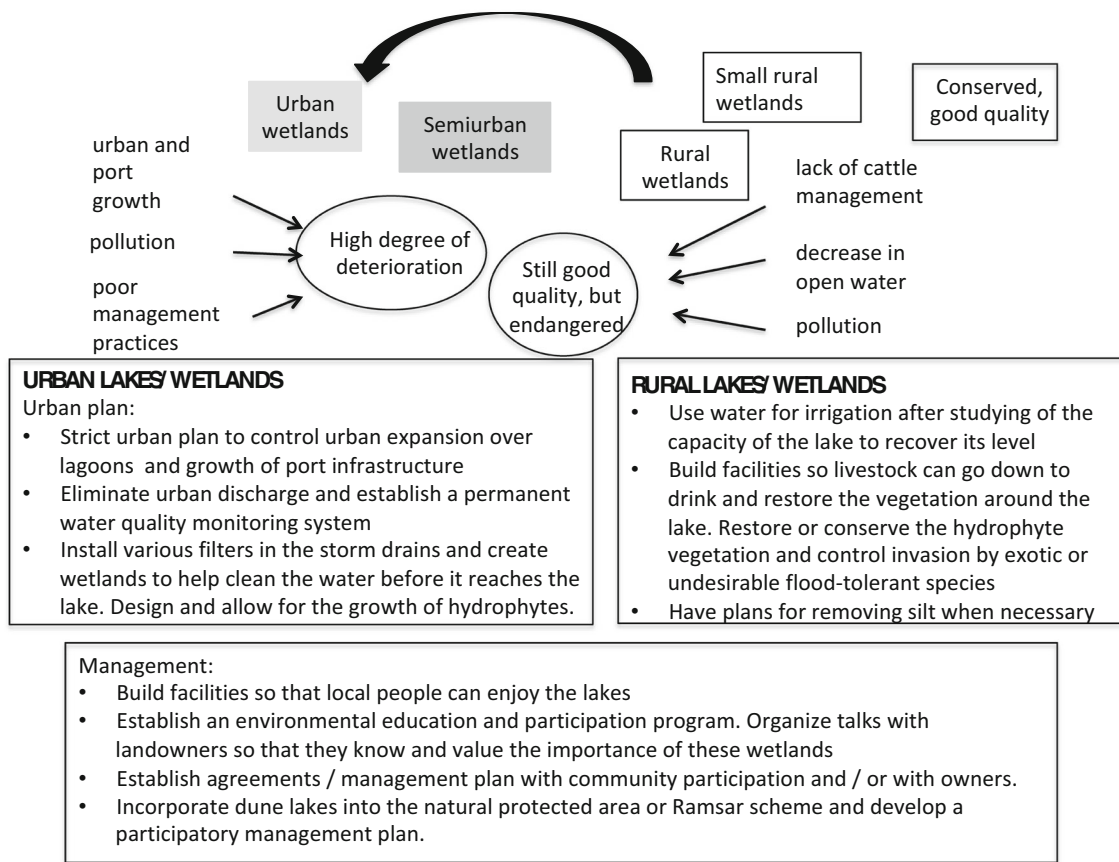 Urban
wetlands
Semiurban
wetlands
Small rural
wetlands
Conserved,
good quality
Rural
wetlands
urban and
port
growth
pollution
poor
management
practices
High degree of
deterioration
Still good
quality, but
endangered
lack of cattle
management
decrease in
open water
pollution
URBAN LAKES/ WETLANDS
Urban plan:
• Strict urban plan to control urban expansion over
lagoons and growth of port infrastructure
• Eliminate urban discharge and establish a permanent
water quality monitoring system
• Install various filters in the storm drains and create
wetlands to help clean the water before it reaches the
lake. Design and allow for the growth of hydrophytes.
RURAL LAKES/ WETLANDS
• Use water for irrigation after studying of the
capacity of the lake to recover its level
• Build facilities so livestock can go down to
drink and restore the vegetation around the
lake. Restore or conserve the hydrophyte
vegetation and control invasion by exotic or
undesirable flood-tolerant species
• Have plans for removing silt when necessary
Management:
• Build facilities so that local people can enjoy the lakes
• Establish an environmental education and participation program. Organize talks with
landowners so that they know and value the importance of these wetlands
• Establish agreements / management plan with community participation and / or with owners.
• Incorporate dune lakes into the natural protected area or Ramsar scheme and develop a
participatory management plan.